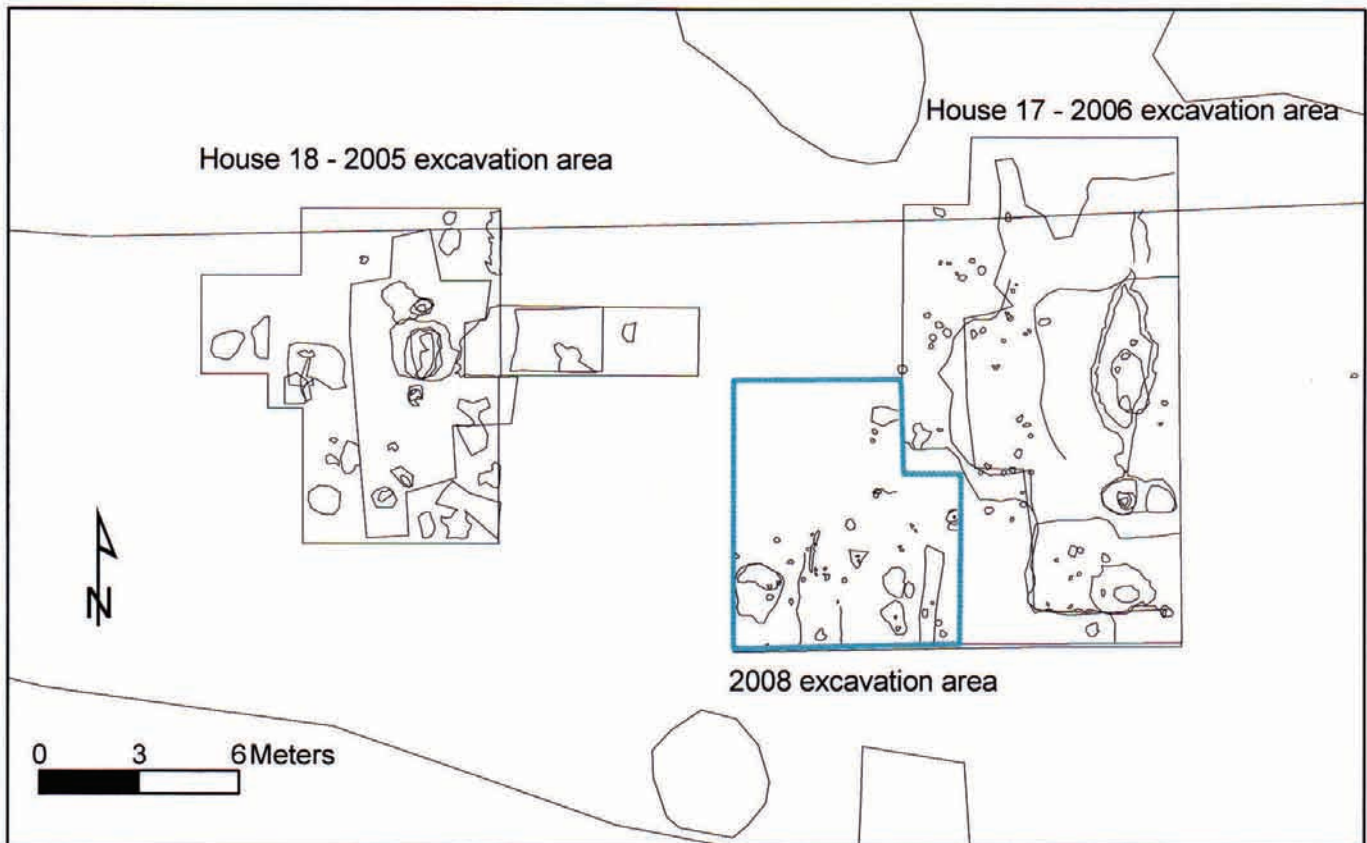 House 17 - 2006 excavation area
House 18 - 2005 excavation area
N
2008 excavation area
0 3 6 Meters